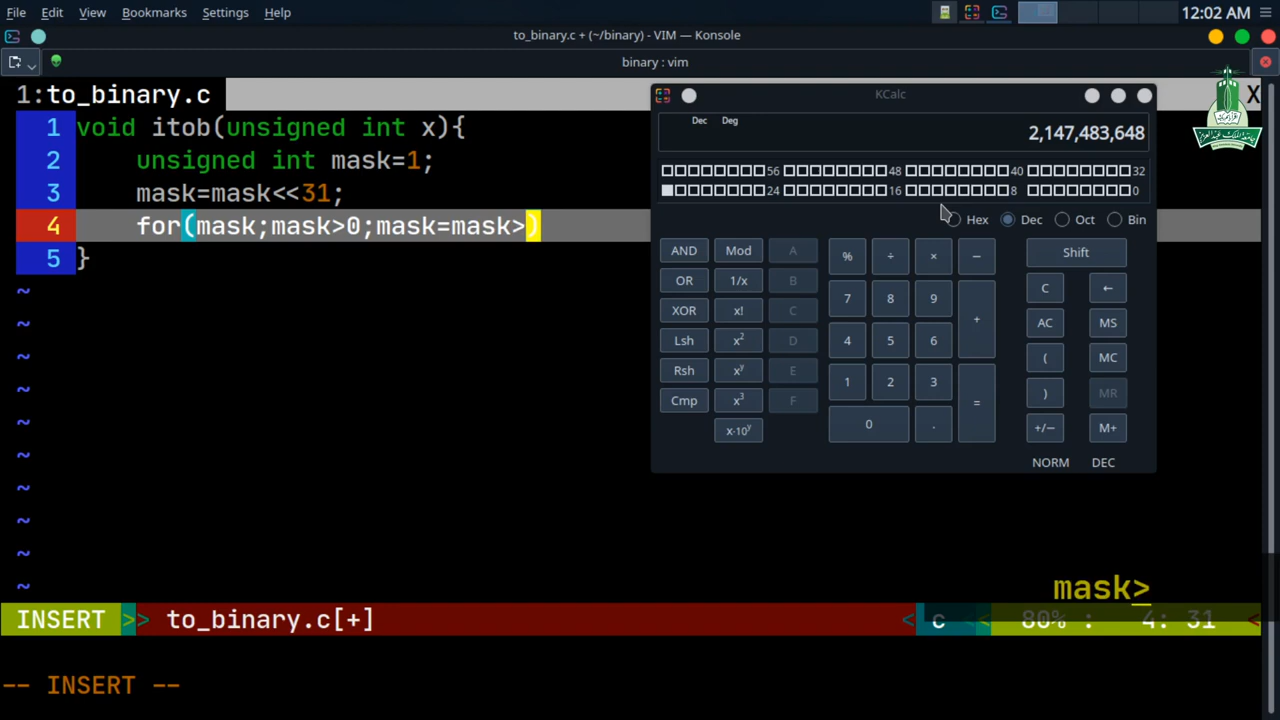 File Edit View Bookmarks Settings Help 12:02 AM
to_binary.c + (~/binary) - VIM — Konsole
binary : vim
1:to_binary.c X
1 void itob(unsigned int x){
2 unsigned int mask=1;
3 mask=mask<<31;
4 for(mask;mask>0;mask=mask>)
5 }
~
~
~
~
~
~
~
~
~
~
KCalc
Dec Deg
2,147,483,648
56 48 40 32
24 16 8 0
Hex Dec Oct Bin
AND Mod A % ÷ × − Shift
OR 1/x B 7 8 9 + C ←
XOR x! C AC MS
Lsh x² D 4 5 6 ( MC
Rsh xʸ E 1 2 3 = ) MR
Cmp x³ F 0 . +/− M+
x·10ʸ
NORM DEC
mask>
INSERT >> to_binary.c[+] < c < 80% : 4: 31 <
-- INSERT --